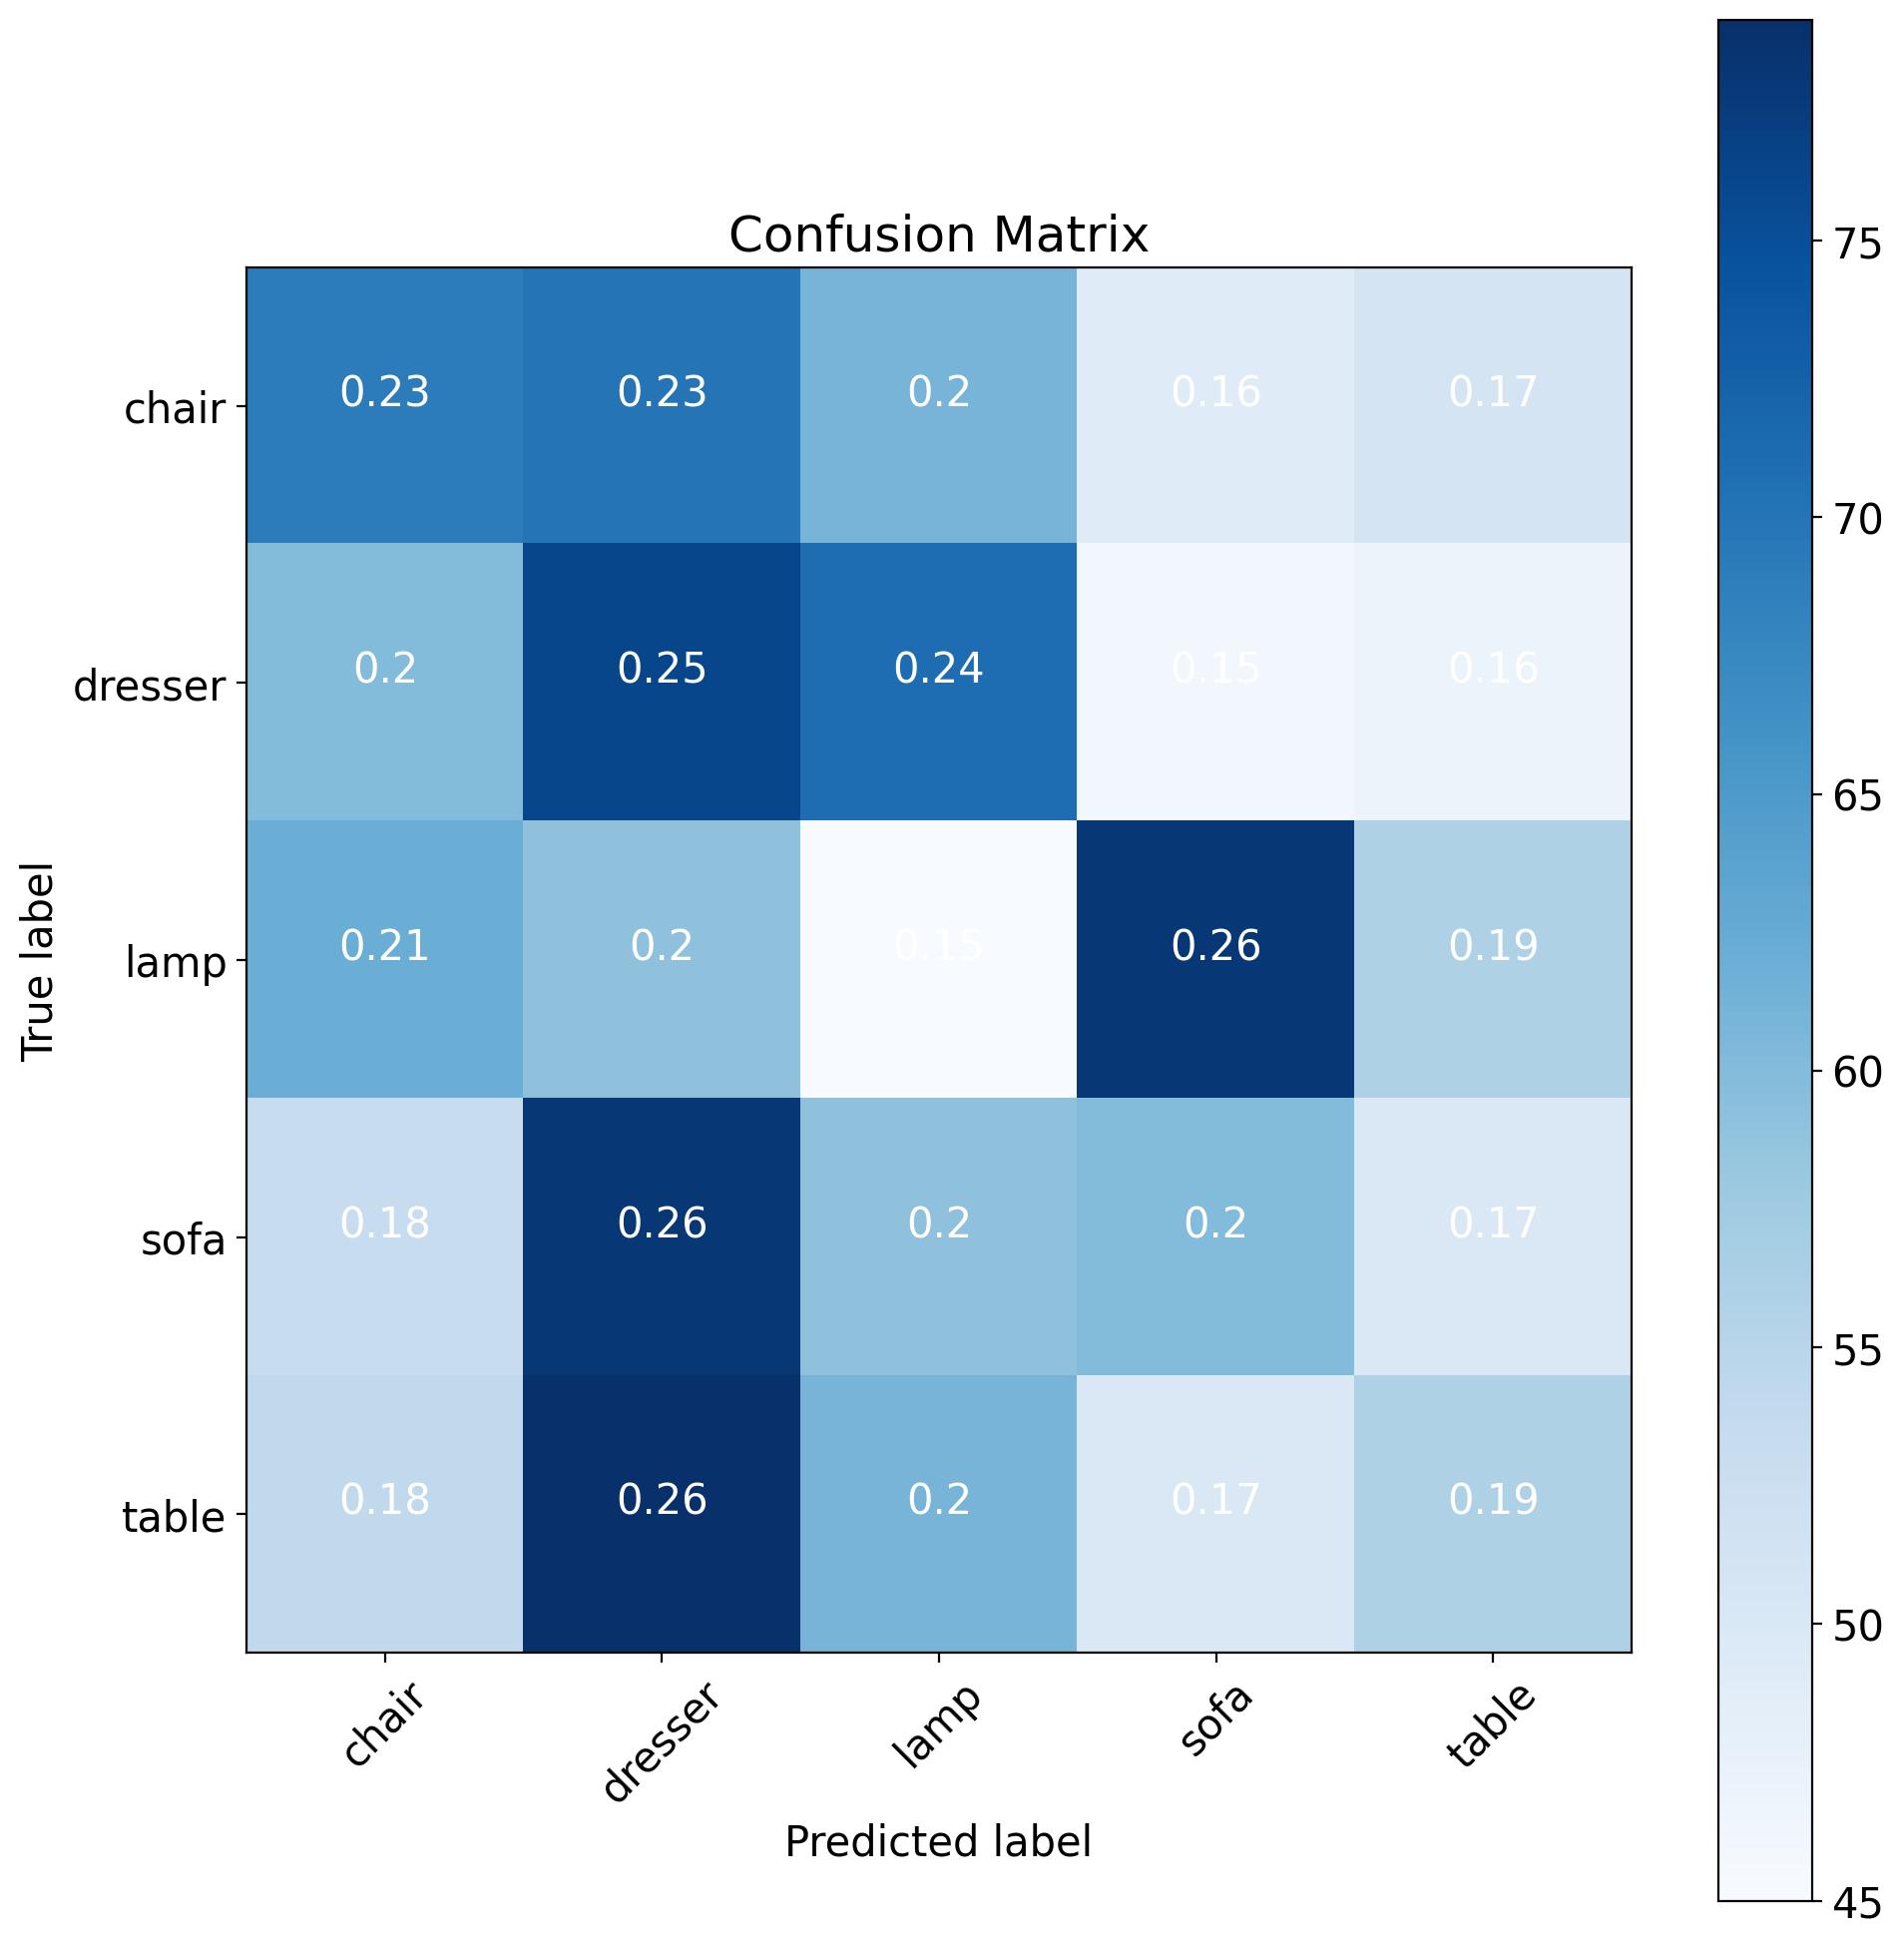 Confusion Matrix
True label
chair 0.23 0.23 0.2 0.16 0.17
dresser 0.2 0.25 0.24 0.15 0.16
lamp 0.21 0.2 0.15 0.26 0.19
sofa 0.18 0.26 0.2 0.2 0.17
table 0.18 0.26 0.2 0.17 0.19
chair dresser lamp sofa table
Predicted label
75
70
65
60
55
50
45